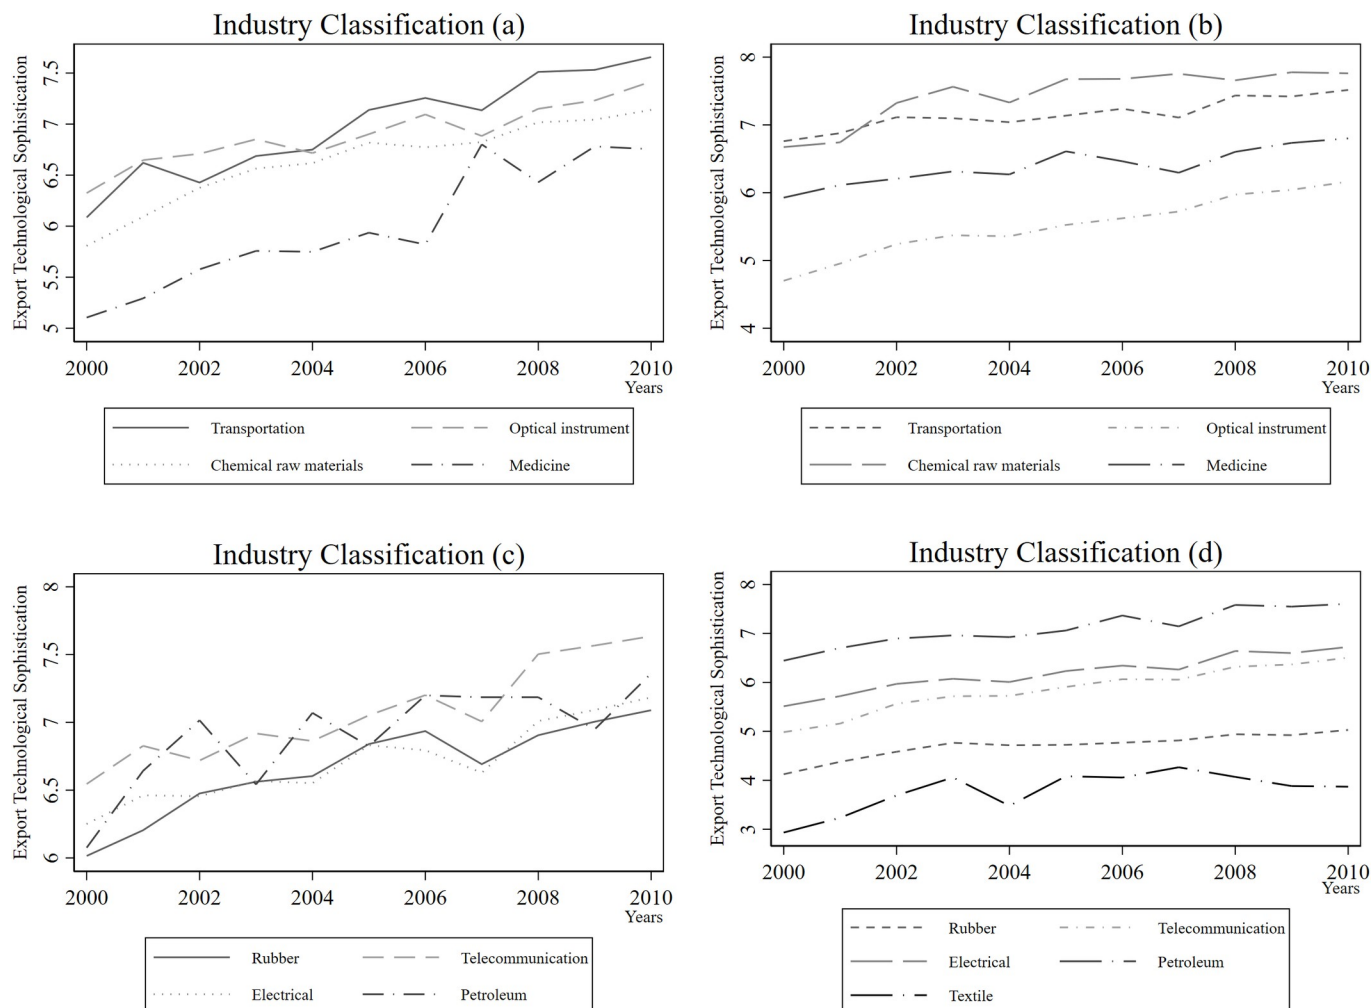 Industry Classification (a)
Export Technological Sophistication
7.5
7
6.5
6
5.5
5
2000 2002 2004 2006 2008 2010
Years
Transportation Optical instrument
Chemical raw materials Medicine
Industry Classification (b)
Export Technological Sophistication
8
7
6
5
4
2000 2002 2004 2006 2008 2010
Years
Transportation Optical instrument
Chemical raw materials Medicine
Industry Classification (c)
Export Technological Sophistication
8
7.5
7
6.5
6
2000 2002 2004 2006 2008 2010
Years
Rubber Telecommunication
Electrical Petroleum
Industry Classification (d)
Export Technological Sophistication
8
7
6
5
4
3
2000 2002 2004 2006 2008 2010
Years
Rubber Telecommunication
Electrical Petroleum
Textile